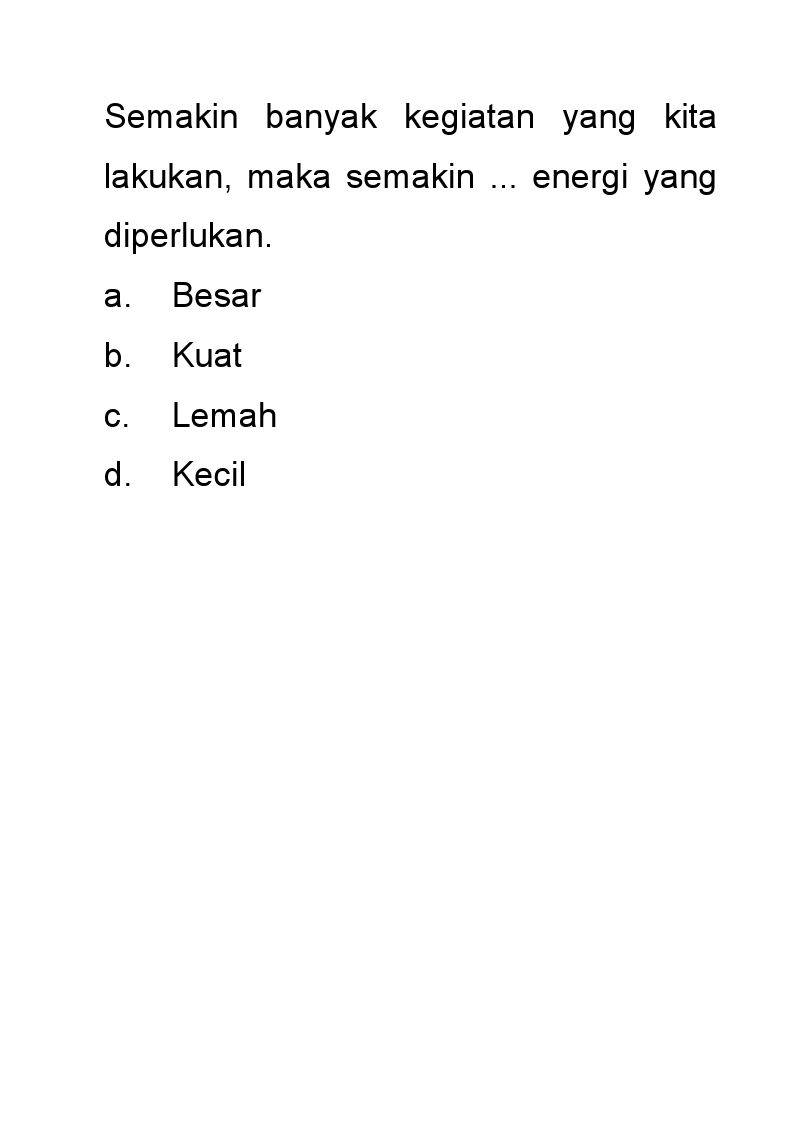 Semakin banyak kegiatan yang kita
lakukan, maka semakin ... energi yang
diperlukan.
a. Besar
b. Kuat
c. Lemah
d. Kecil